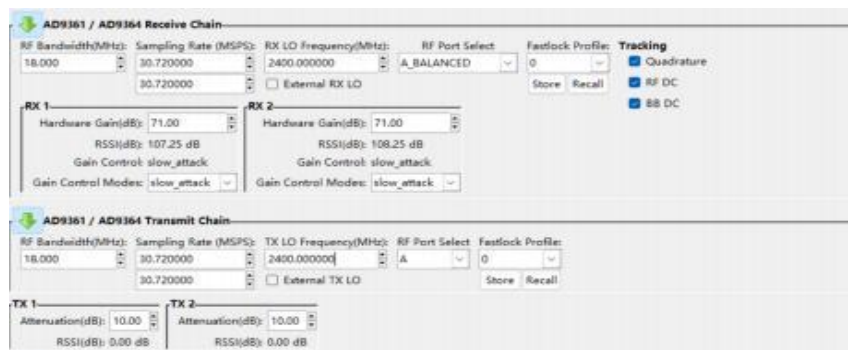 AD9361 / AD9364 Receive Chain
RF Bandwidth(MHz): Sampling Rate (MSPS): RX LO Frequency(MHz): RF Port Select Fastlock Profile: Tracking
18.000 30.720000 2400.000000 A_BALANCED 0 Quadrature
30.720000 External RX LO Store Recall RF DC
BB DC
RX 1 RX 2
Hardware Gain(dB): 71.00 Hardware Gain(dB): 71.00
RSSI(dB): 107.25 dB RSSI(dB): 108.25 dB
Gain Control: slow_attack Gain Control: slow_attack
Gain Control Modes: slow_attack Gain Control Modes: slow_attack
AD9361 / AD9364 Transmit Chain
RF Bandwidth(MHz): Sampling Rate (MSPS): TX LO Frequency(MHz): RF Port Select Fastlock Profile:
18.000 30.720000 2400.000000 A 0
30.720000 External TX LO Store Recall
TX 1 TX 2
Attenuation(dB): 10.00 Attenuation(dB): 10.00
RSSI(dB): 0.00 dB RSSI(dB): 0.00 dB